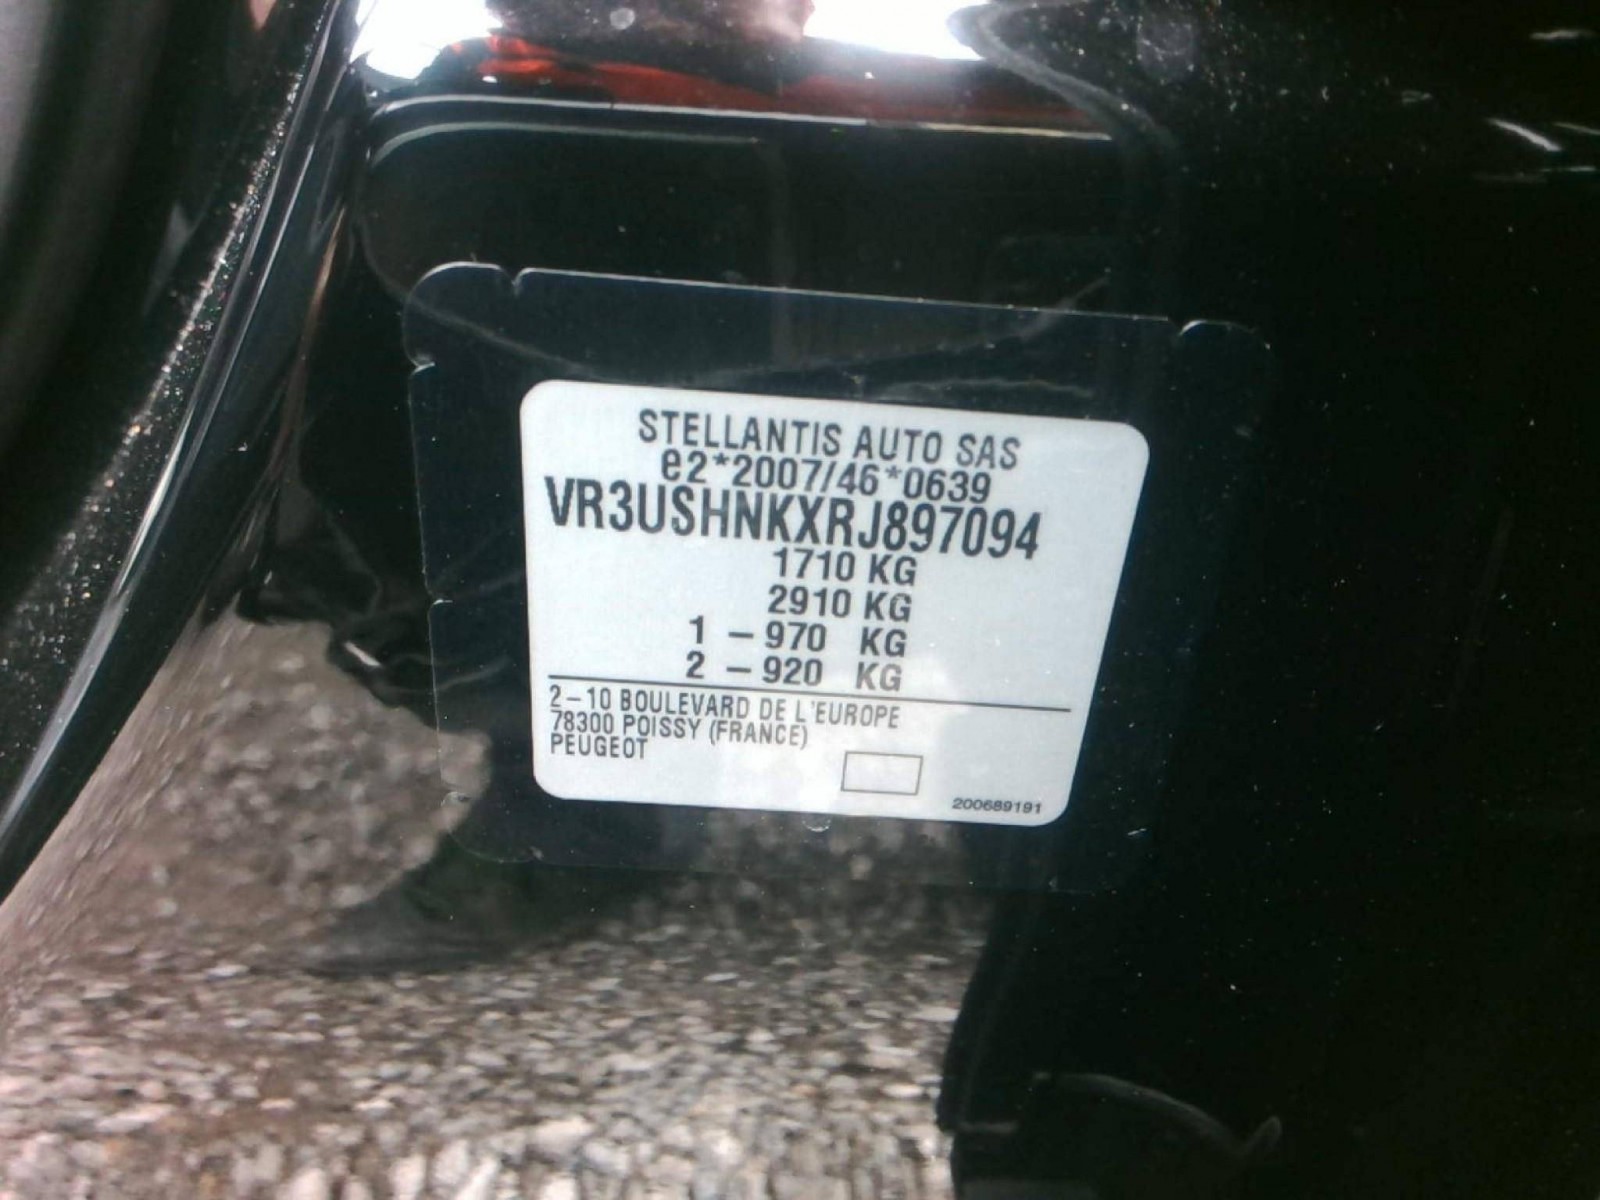 STELLANTIS AUTO SAS
e2*2007/46*0639
VR3USHNKXRJ897094
1710 KG
2910 KG
1 - 970 KG
2 - 920 KG
2-10 BOULEVARD DE L'EUROPE
78300 POISSY (FRANCE)
PEUGEOT
200689191